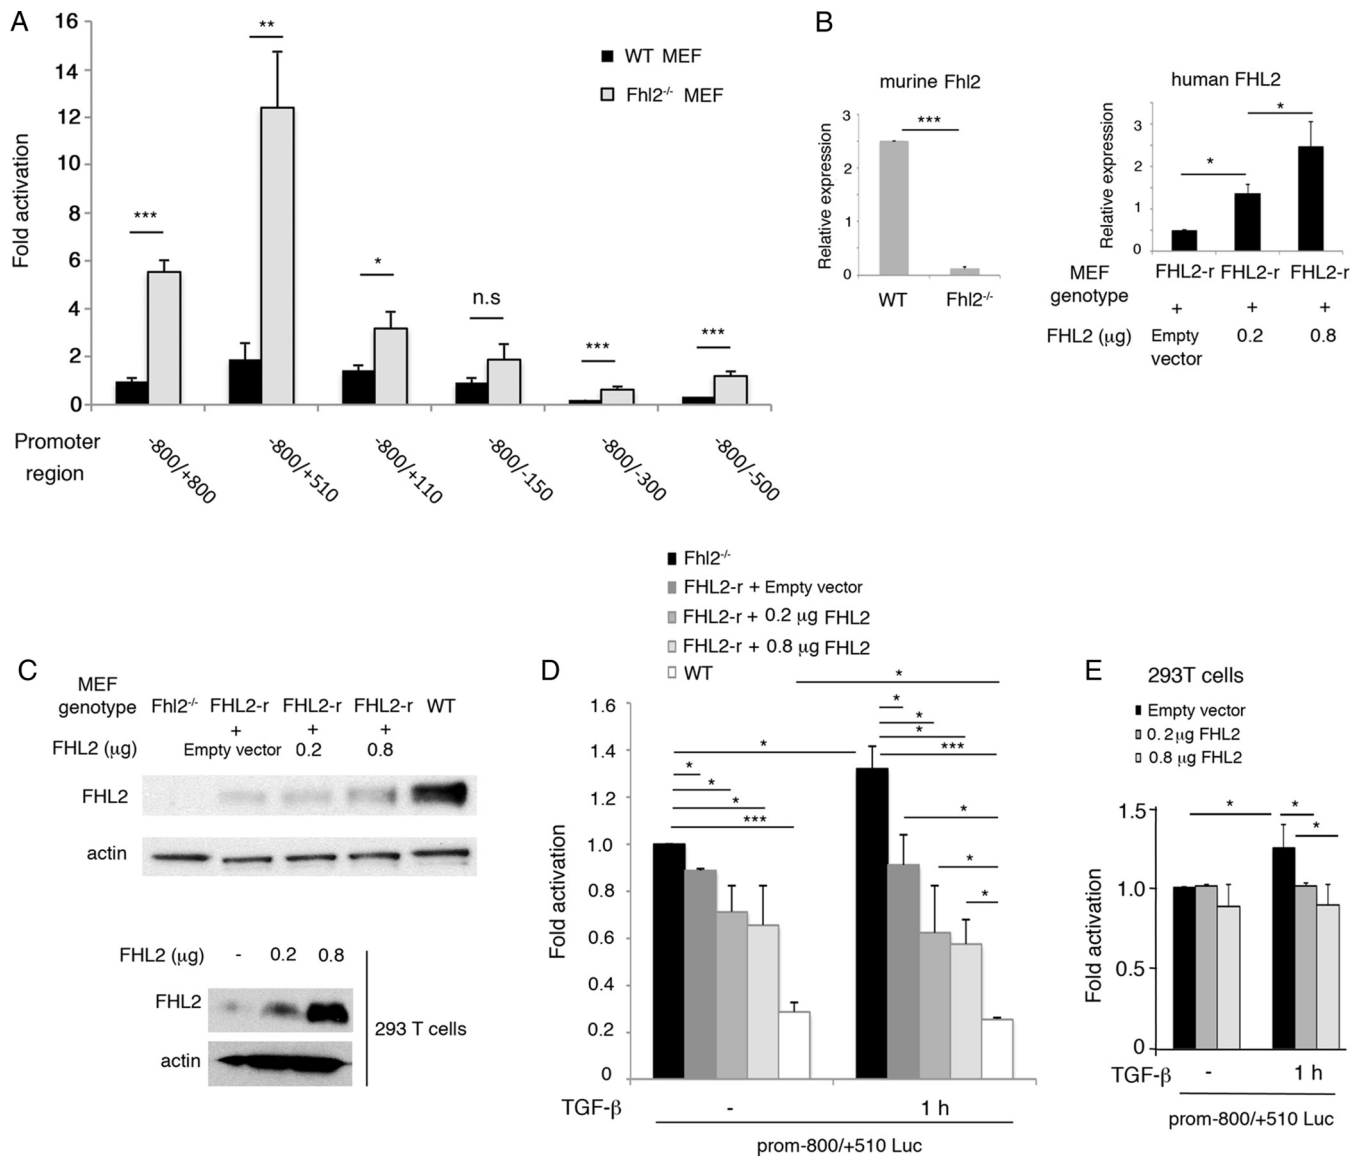 A
16
14
12
10
8
6
4
2
0
Fold activation
***
**
*
n.s
***
***
WT MEF
Fhl2-/- MEF
Promoter
region
-800/+800
-800/+510
-800/+110
-800/-150
-800/-300
-800/-500
B
murine Fhl2
3
2
1
0
Relative expression
***
WT
Fhl2-/-
human FHL2
3
2
1
0
Relative expression
*
*
MEF
genotype
FHL2-r FHL2-r FHL2-r
+ + +
FHL2 (μg)
Empty
vector
0.2
0.8
C
MEF
genotype
Fhl2-/- FHL2-r FHL2-r FHL2-r WT
+ + +
FHL2 (μg) Empty vector 0.2 0.8
FHL2
actin
FHL2 (μg) - 0.2 0.8
FHL2
actin
293 T cells
D
Fhl2-/-
FHL2-r + Empty vector
FHL2-r + 0.2 μg FHL2
FHL2-r + 0.8 μg FHL2
WT
1.6
1.4
1.2
1.0
0.8
0.6
0.4
0.2
0
Fold activation
*
*
*
*
***
*
*
*
*
***
*
*
*
TGF-β - 1 h
prom-800/+510 Luc
E
293T cells
Empty vector
0.2μg FHL2
0.8 μg FHL2
1.5
1.0
0.5
0
Fold activation
*
*
*
TGF-β - 1 h
prom-800/+510 Luc